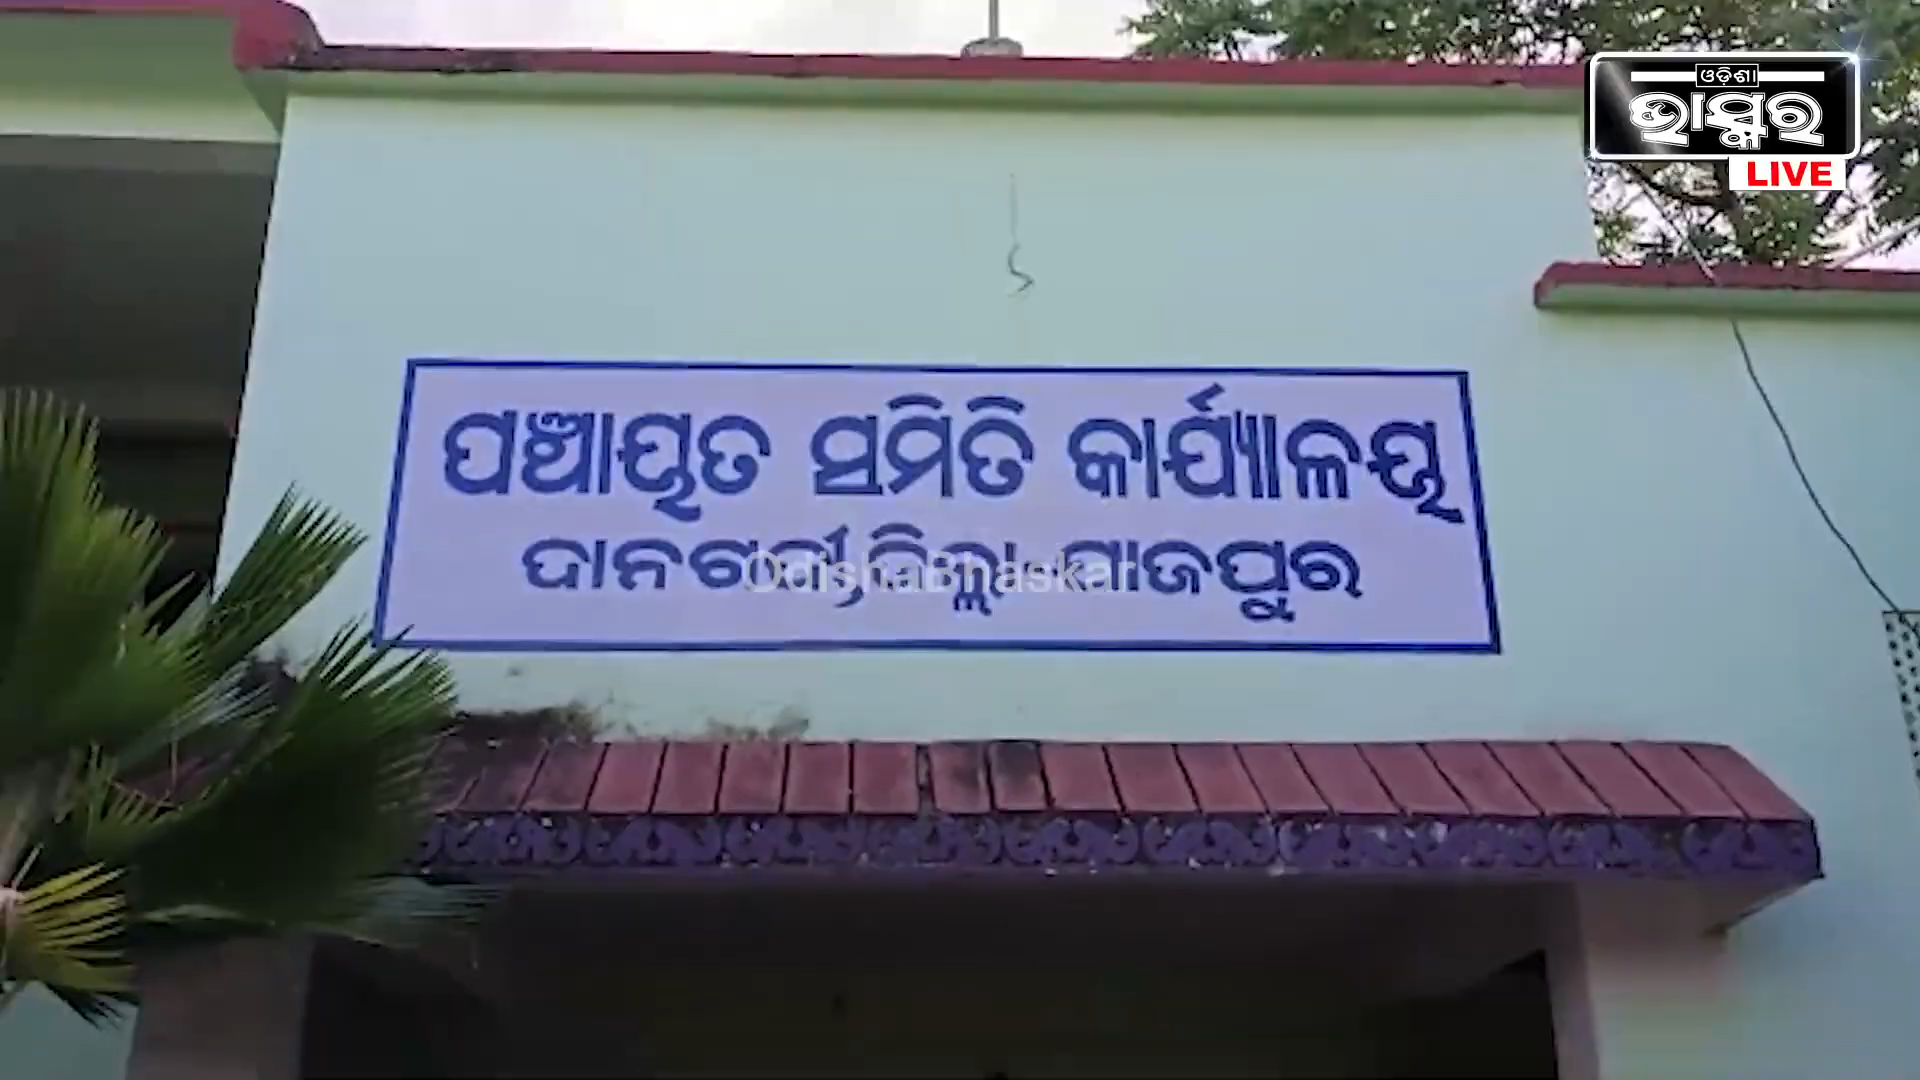 ଓଡ଼ିଶା
ଭାସ୍କର
LIVE
ପଞ୍ଚାୟତ ସମିତି କାର୍ଯ୍ୟାଳୟ
ଦାନଗଦୀ,ଜିଲ୍ଲା-ଯାଜପୁର
OdishaBhaskar